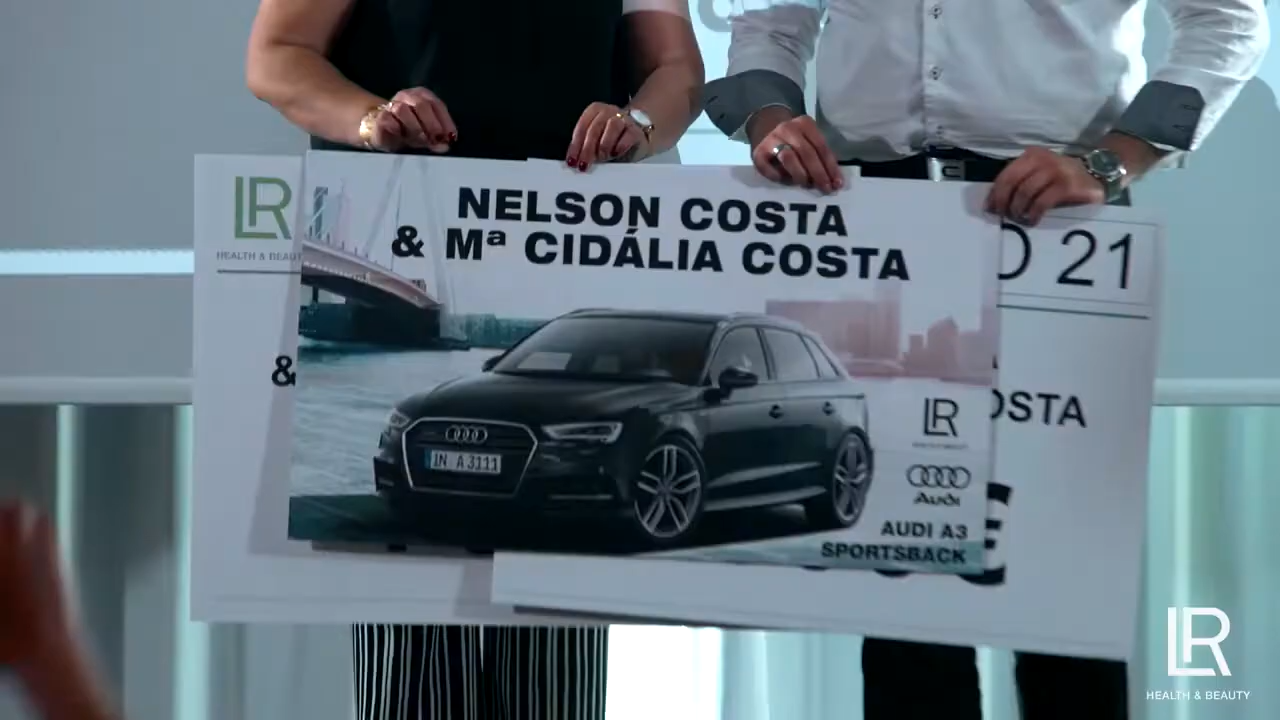 LR
HEALTH & BEAUT
NELSON COSTA
& Mª CIDÁLIA COSTA
O 21
&
OSTA
IN A 3111
LR
Audi
AUDI A3
SPORTSBACK
€
LR
HEALTH & BEAUTY